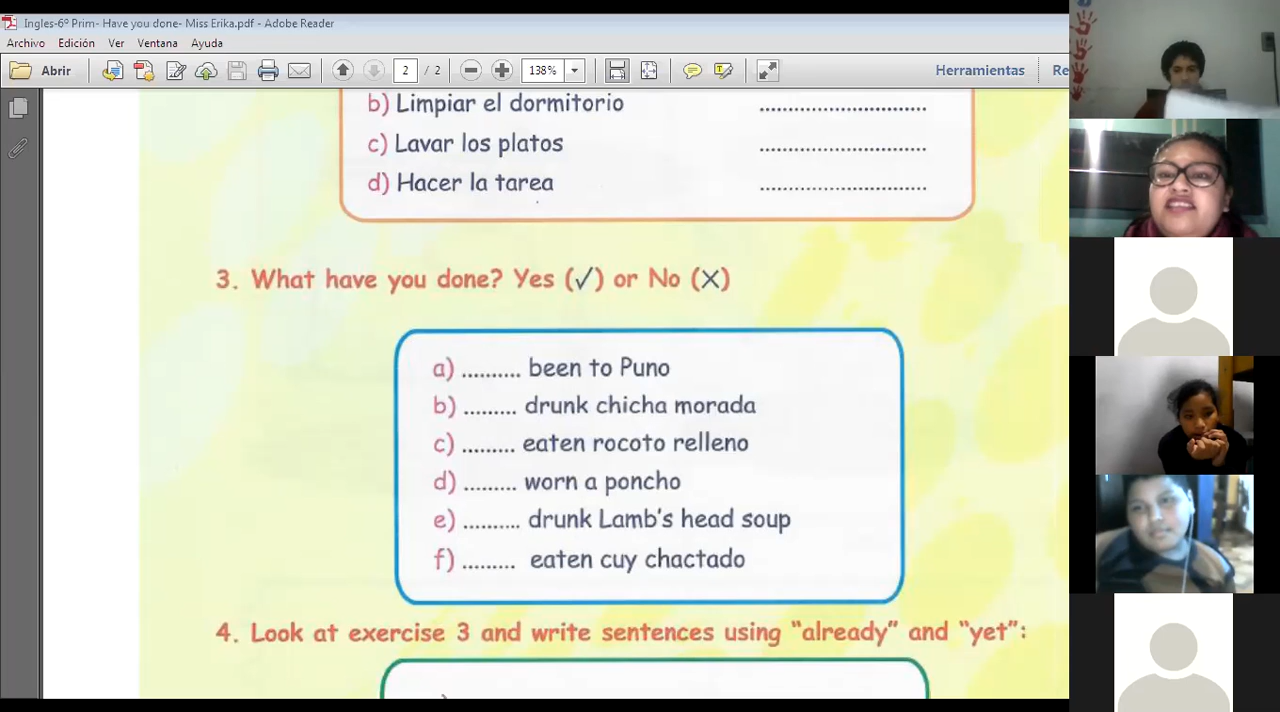 Ingles-6º Prim- Have you done- Miss Erika.pdf - Adobe Reader
Archivo Edición Ver Ventana Ayuda
Abrir 2 / 2 138% Herramientas Re
b) Limpiar el dormitorio ..............................
c) Lavar los platos ..............................
d) Hacer la tarea ..............................
3. What have you done? Yes (✓) or No (X)
a) .......... been to Puno
b) ......... drunk chicha morada
c) ......... eaten rocoto relleno
d) ......... worn a poncho
e) .......... drunk Lamb's head soup
f) ......... eaten cuy chactado
4. Look at exercise 3 and write sentences using "already" and "yet":